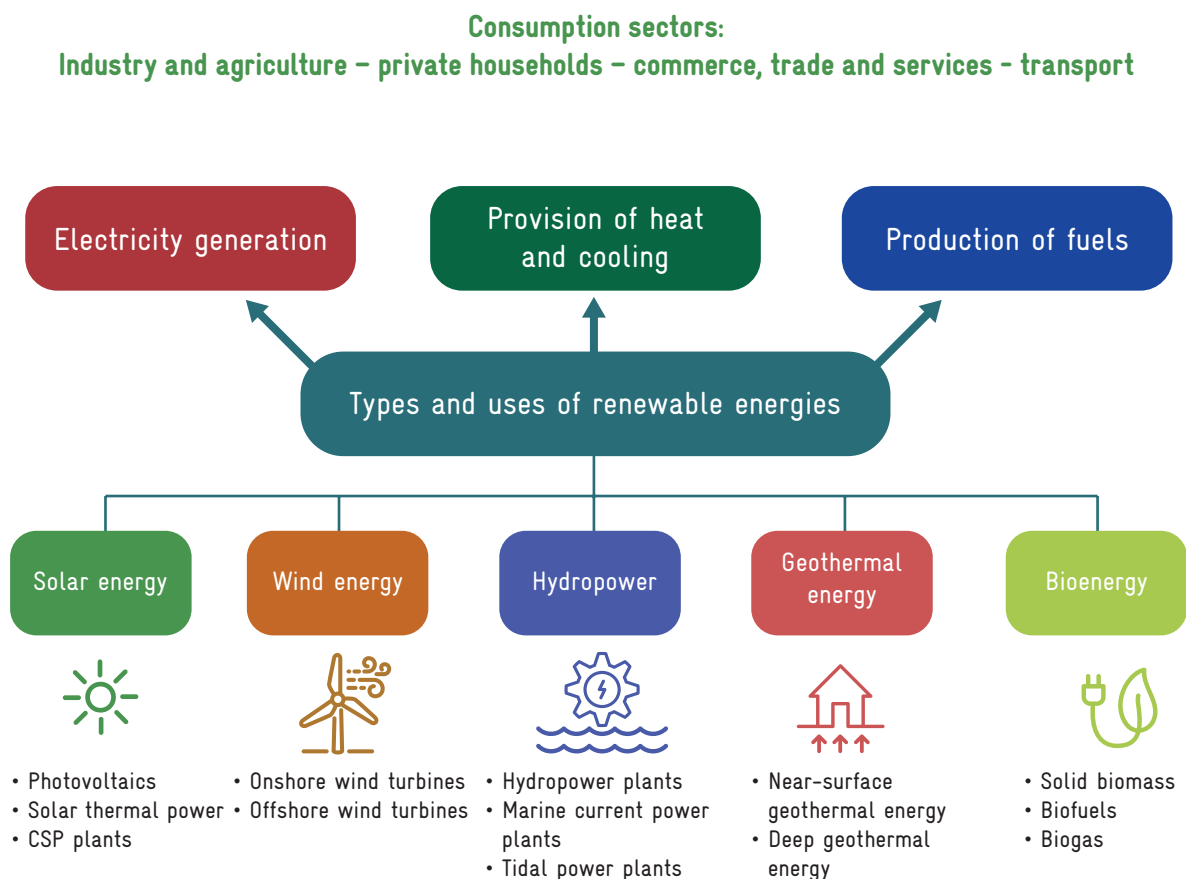 Consumption sectors:
Industry and agriculture – private households – commerce, trade and services - transport
Electricity generation
Provision of heat
and cooling
Production of fuels
Types and uses of renewable energies
Solar energy
Wind energy
Hydropower
Geothermal
energy
Bioenergy
• Photovoltaics
• Solar thermal power
• CSP plants
• Onshore wind turbines
• Offshore wind turbines
• Hydropower plants
• Marine current power
plants
• Tidal power plants
• Near-surface
geothermal energy
• Deep geothermal
energy
• Solid biomass
• Biofuels
• Biogas